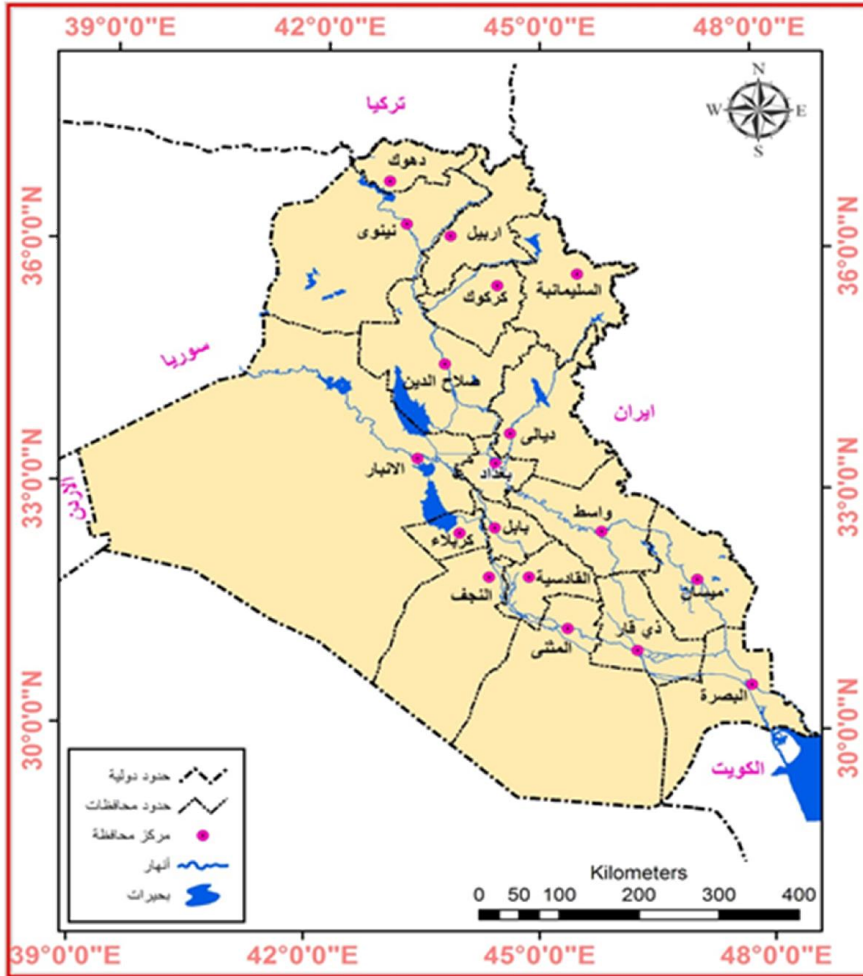 39°0'0"E 42°0'0"E 45°0'0"E 48°0'0"E
N
W E
S
تركيا
دهوك
نينوى
اربيل
36°0'0"N
36°0'0"N
السليمانية
كركوك
سوريا
صلاح الدين
ايران
ديالى
الانبار
بغداد
33°0'0"N
33°0'0"N
الاردن
واسط
بابل
كربلاء
القادسية
النجف
ميسان
ذي قار
المثنى
البصرة
30°0'0"N
30°0'0"N
الكويت
حدود دولية
حدود محافظات
مركز محافظة
أنهار
بحيرات
Kilometers
0 50 100 200 300 400
39°0'0"E 42°0'0"E 45°0'0"E 48°0'0"E